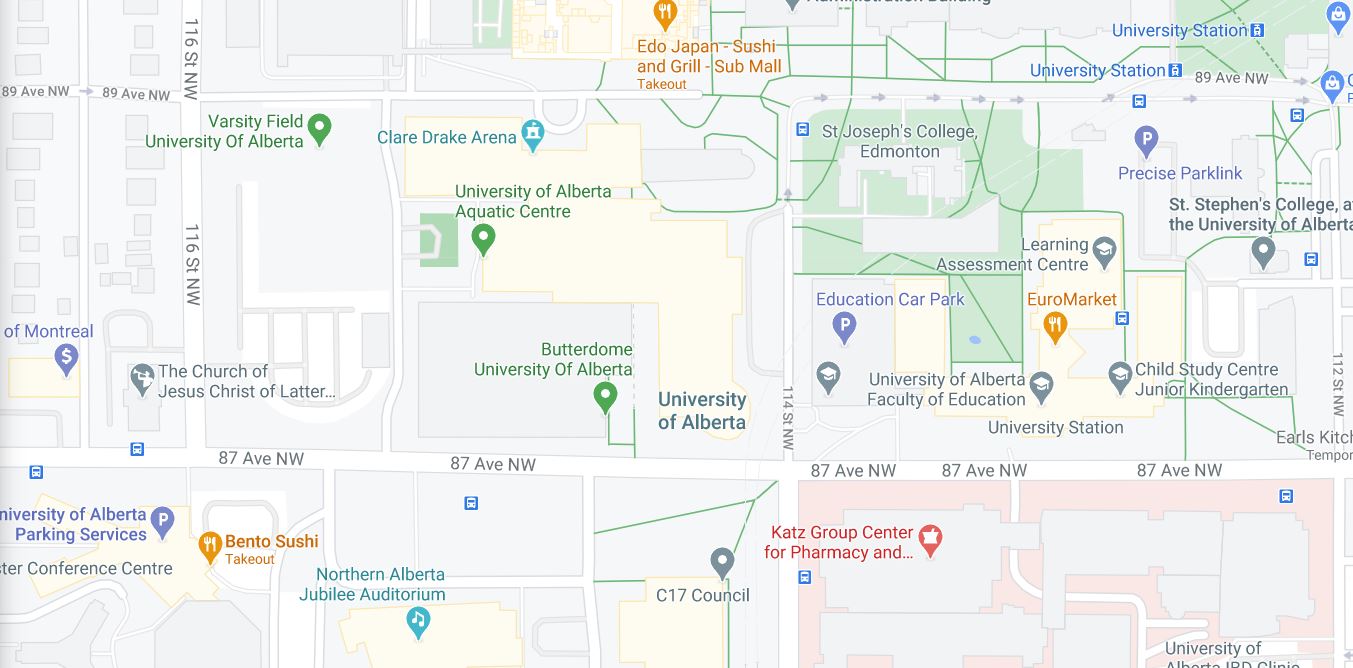 Administration Building
116 St NW
Edo Japan - Sushi
and Grill - Sub Mall
Takeout
University Station
University Station
89 Ave NW
89 Ave NW
89 Ave NW
Varsity Field
University Of Alberta
Clare Drake Arena
St Joseph's College,
Edmonton
P
Precise Parklink
University of Alberta
Aquatic Centre
St. Stephen's College, a
the University of Alberta
116 St NW
Learning
Assessment Centre
Education Car Park
P
EuroMarket
of Montreal
$
Butterdome
University Of Alberta
The Church of
Jesus Christ of Latter...
University of Alberta
Faculty of Education
Child Study Centre
Junior Kindergarten
112 St NW
University
of Alberta
114 St NW
University Station
Earls Kitch
Tempor
87 Ave NW
87 Ave NW
87 Ave NW
87 Ave NW
87 Ave NW
niversity of Alberta
Parking Services
P
Bento Sushi
Takeout
Katz Group Center
for Pharmacy and...
ster Conference Centre
Northern Alberta
Jubilee Auditorium
C17 Council
University of
Alberta IBD Clinic